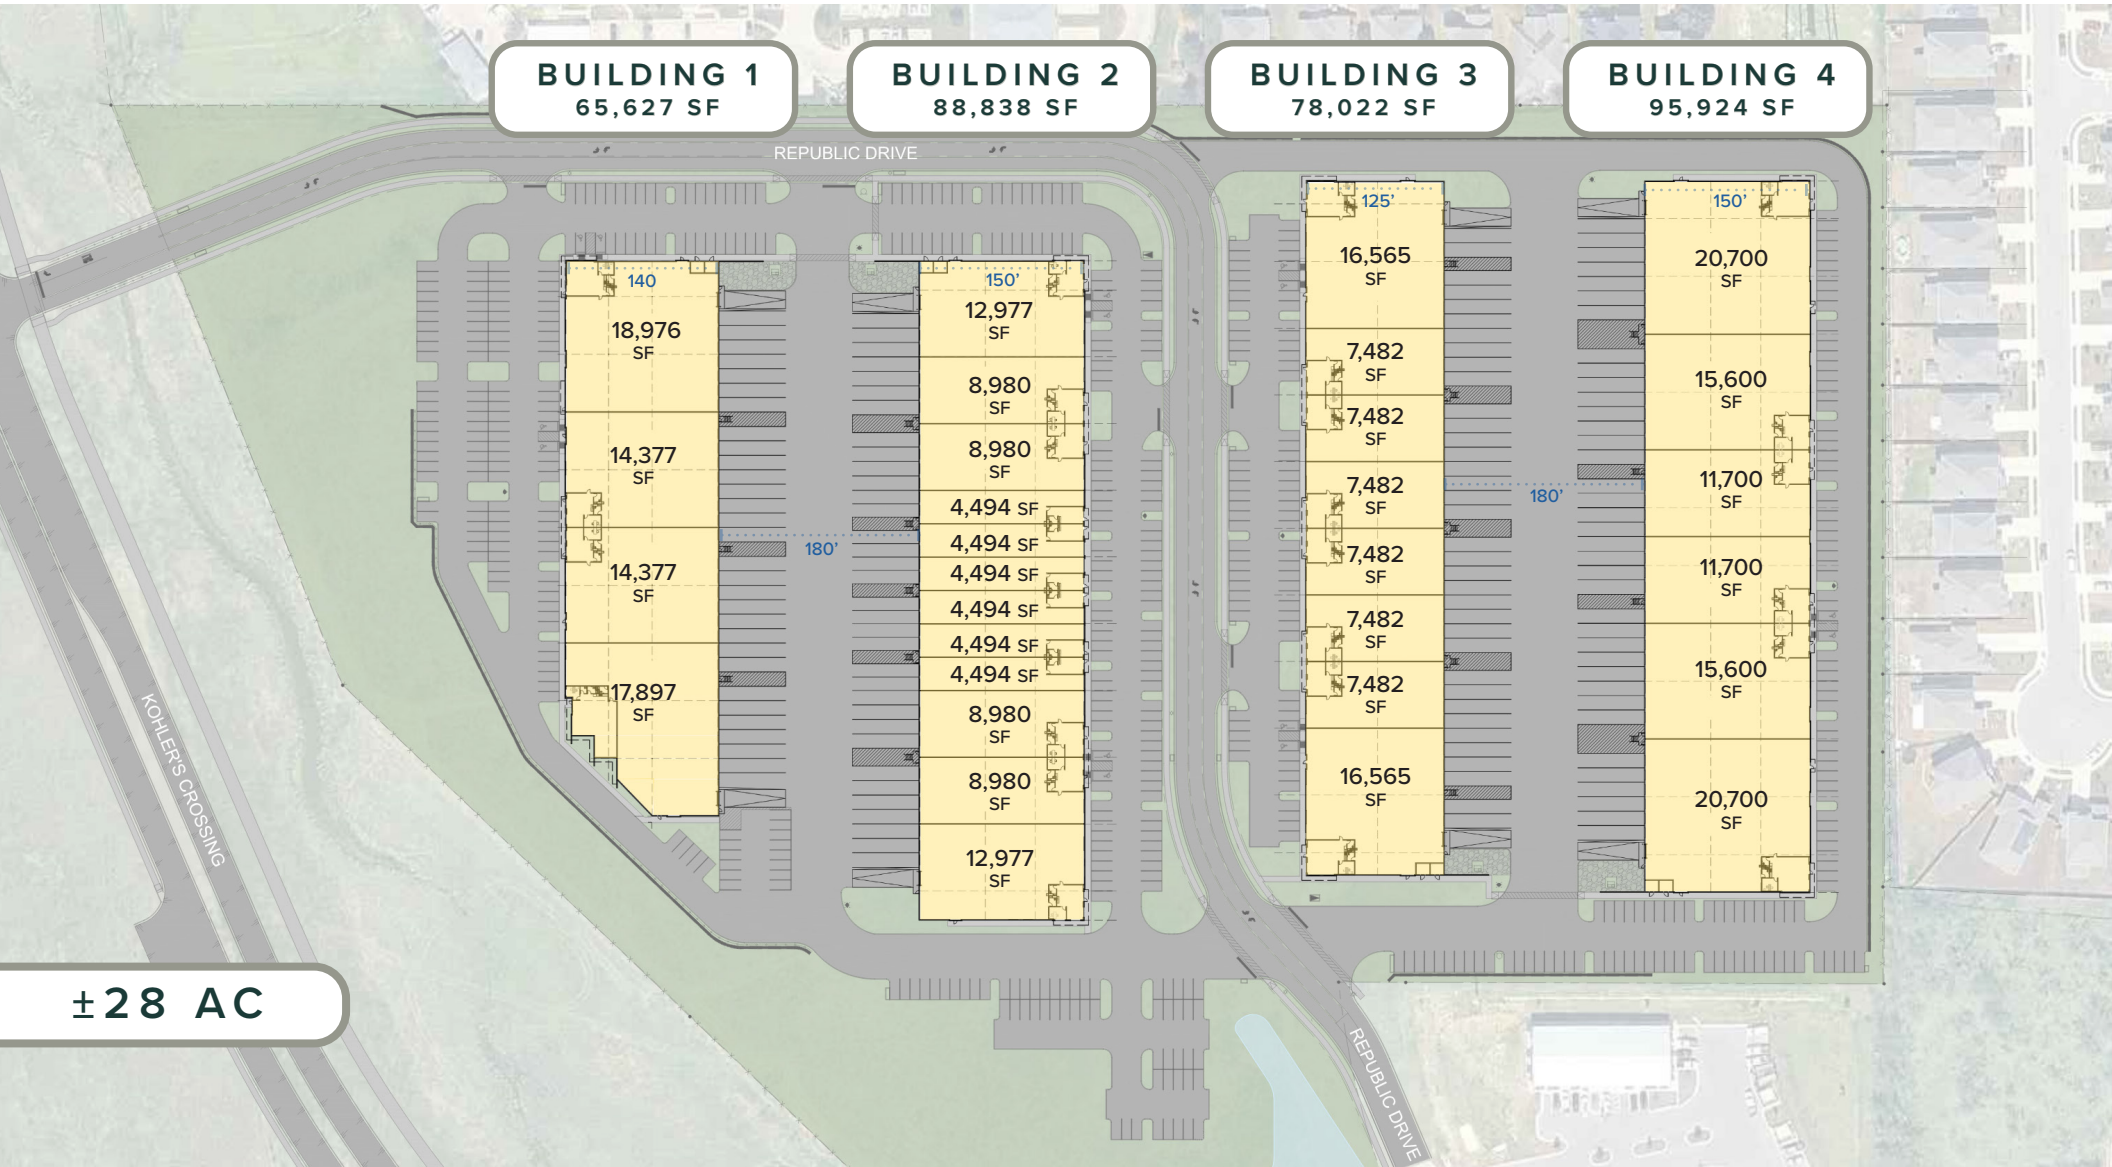 BUILDING 1
65,627 SF
BUILDING 2
88,838 SF
BUILDING 3
78,022 SF
BUILDING 4
95,924 SF
REPUBLIC DRIVE
140
18,976
SF
14,377
SF
14,377
SF
17,897
SF
180’
150’
12,977
SF
8,980
SF
8,980
SF
4,494 SF
4,494 SF
4,494 SF
4,494 SF
4,494 SF
4,494 SF
8,980
SF
8,980
SF
12,977
SF
125’
16,565
SF
7,482
SF
7,482
SF
7,482
SF
7,482
SF
7,482
SF
7,482
SF
16,565
SF
180’
150’
20,700
SF
15,600
SF
11,700
SF
11,700
SF
15,600
SF
20,700
SF
KOHLER'S CROSSING
±28 AC
REPUBLIC DRIVE